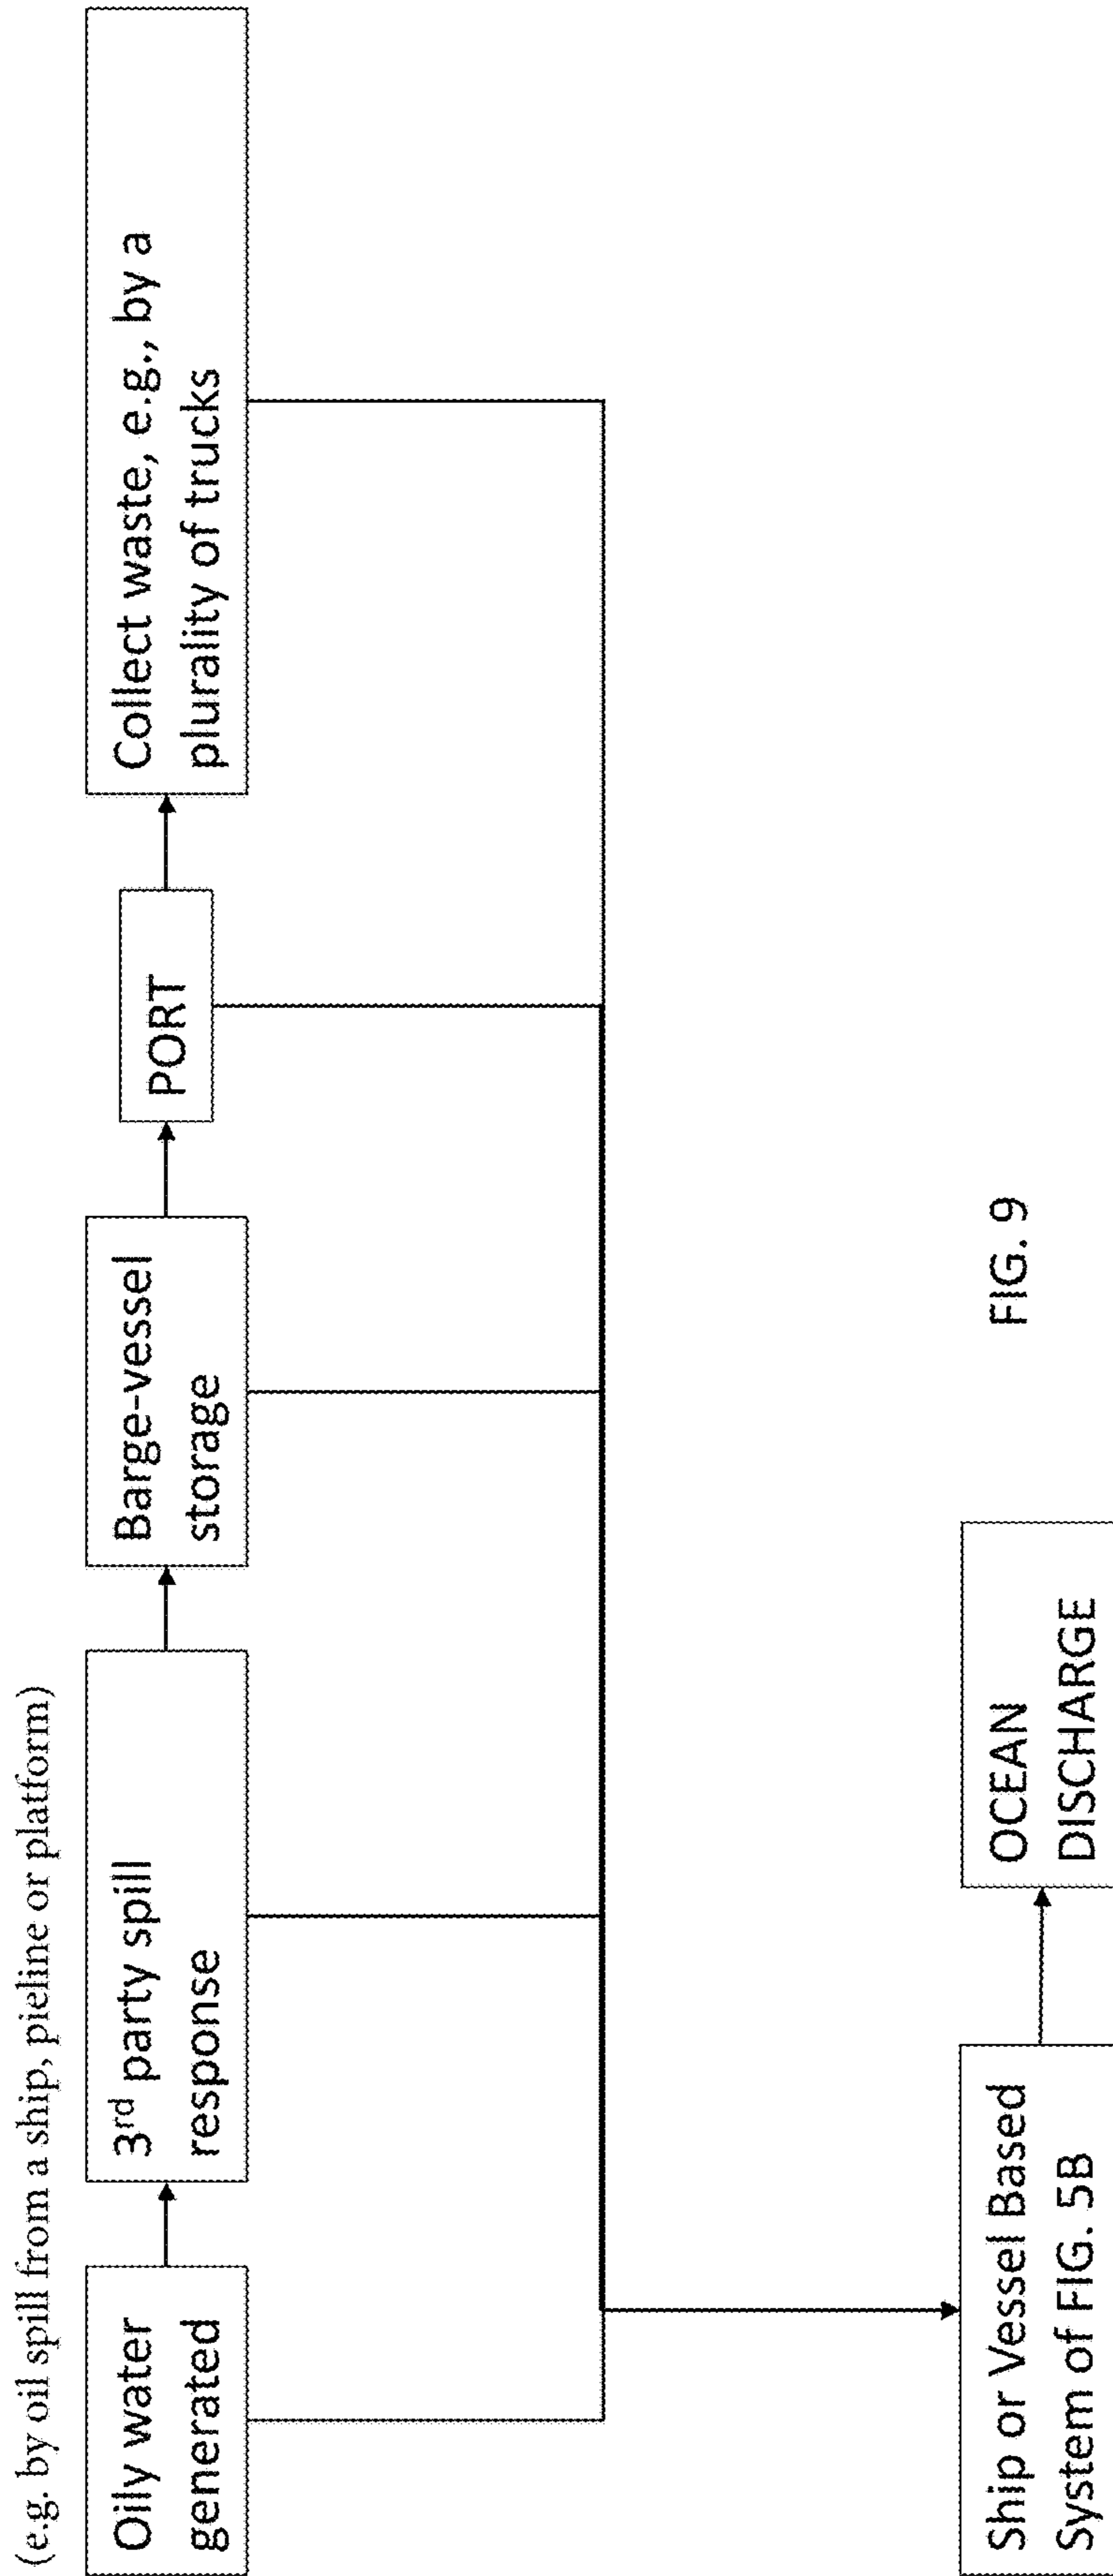 (e.g. by oil spill from a ship, pieline or platform)
Oily water
generated
3rd party spill
response
Barge-vessel
storage
PORT
Collect waste, e.g., by a
plurality of trucks
Ship or Vessel Based
System of FIG. 5B
OCEAN
DISCHARGE
FIG. 9